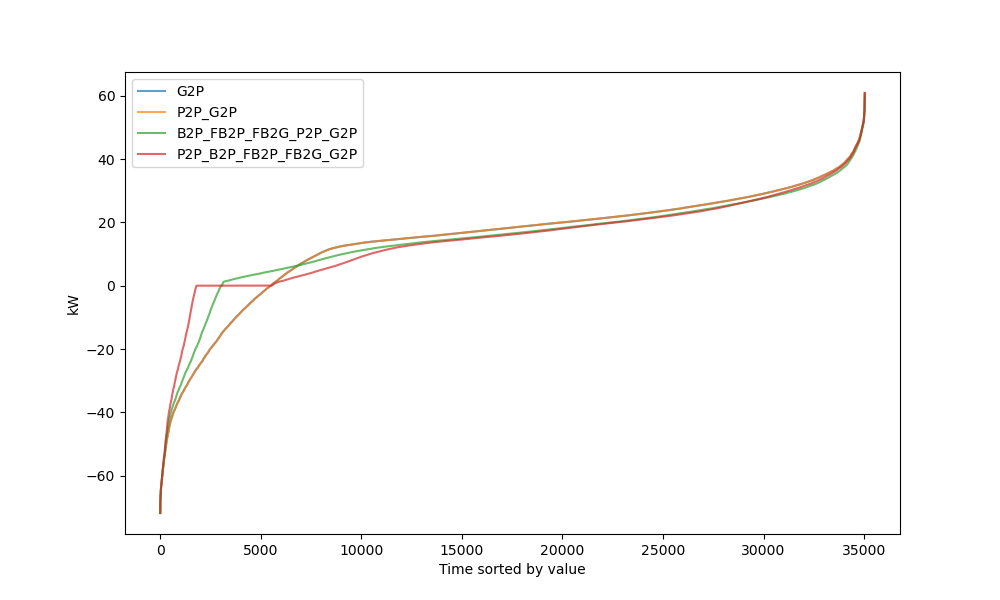 G2P
P2P_G2P
B2P_FB2P_FB2G_P2P_G2P
P2P_B2P_FB2P_FB2G_G2P
60
40
20
0
−20
−40
−60
kW
0 5000 10000 15000 20000 25000 30000 35000
Time sorted by value